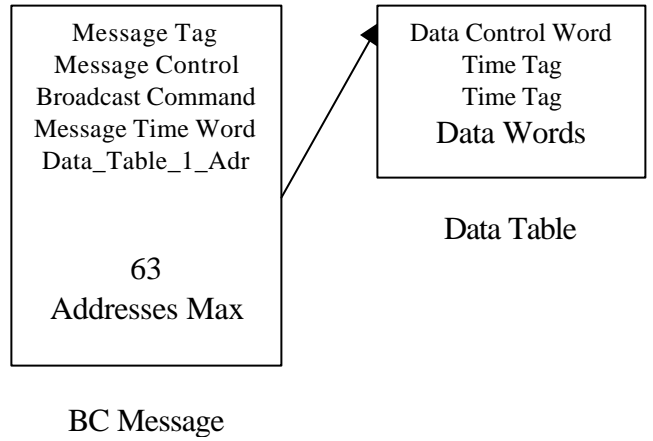 Message Tag
Message Control
Broadcast Command
Message Time Word
Data_Table_1_Adr
63
Addresses Max
BC Message
Data Control Word
Time Tag
Time Tag
Data Words
Data Table